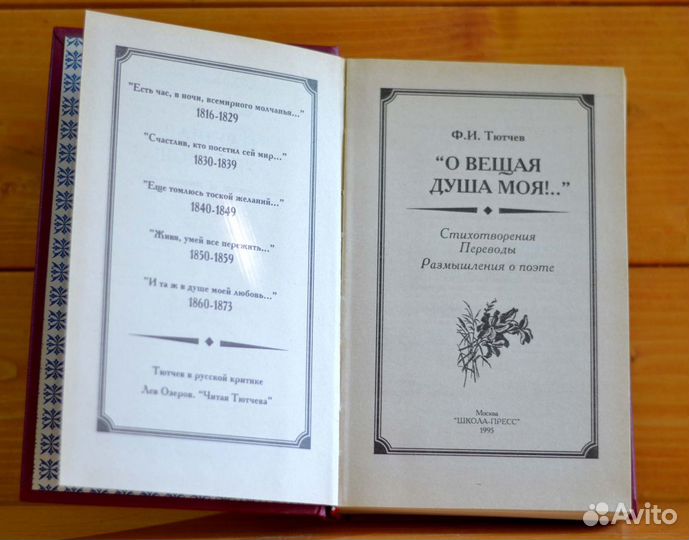 "Есть час, в ночи, всемирного молчанья..."
1816-1829
"Счастлив, кто посетил сей мир..."
1830-1839
"Еще томлюсь тоской желаний..."
1840-1849
"Живя, умей все пережить..."
1850-1859
"И та ж в душе моей любовь..."
1860-1873
Тютчев в русской критике
Лев Озеров. "Читая Тютчева"
Ф.И. Тютчев
"О ВЕЩАЯ
ДУША МОЯ!.."
Стихотворения
Переводы
Размышления о поэте
Москва
"ШКОЛА-ПРЕСС"
1995
Avito